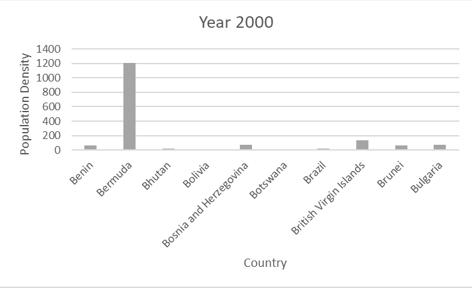 Year 2000
Population Density
1400
1200
1000
800
600
400
200
0
Benin
Bermuda
Bhutan
Bolivia
Bosnia and Herzegovina
Botswana
Brazil
British Virgin Islands
Brunei
Bulgaria
Country